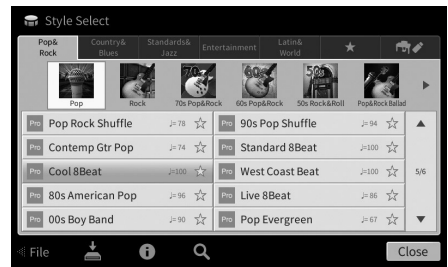 Style Select
Pop& Rock Country& Blues Standards& Jazz Entertainment Latin& World
Pop Rock 70s Pop&Rock 60s Pop&Rock 50s Rock&Roll Pop&Rock Ballad
Pro Pop Rock Shuffle ♩= 78 Pro 90s Pop Shuffle ♩= 94
Pro Contemp Gtr Pop ♩= 74 Pro Standard 8Beat ♩=100
Pro Cool 8Beat ♩=100 Pro West Coast Beat ♩=100 5/6
Pro 80s American Pop ♩= 96 Pro Live 8Beat ♩= 86
Pro 00s Boy Band ♩= 90 Pro Pop Evergreen ♩= 67
File Close